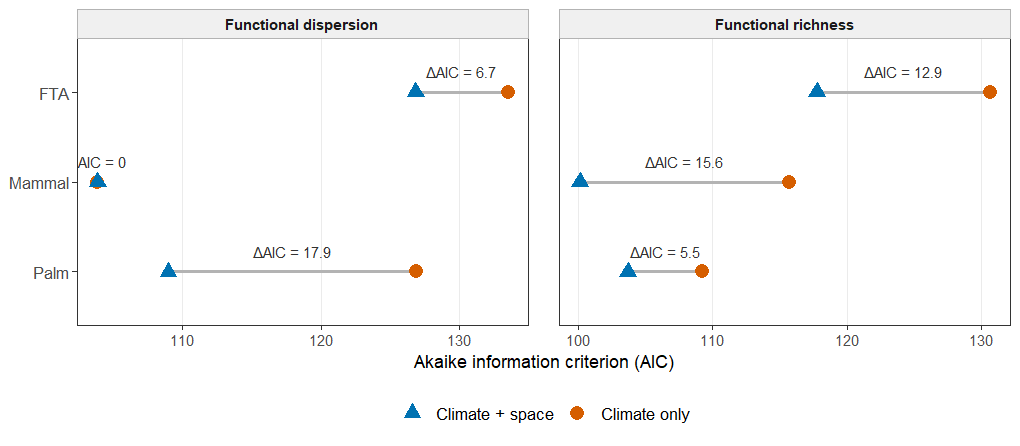 Functional dispersion
Functional richness
ΔAIC = 6.7
ΔAIC = 12.9
FTA
AIC = 0
ΔAIC = 15.6
Mammal
ΔAIC = 17.9
ΔAIC = 5.5
Palm
110 120 130
100 110 120 130
Akaike information criterion (AIC)
Climate + space Climate only